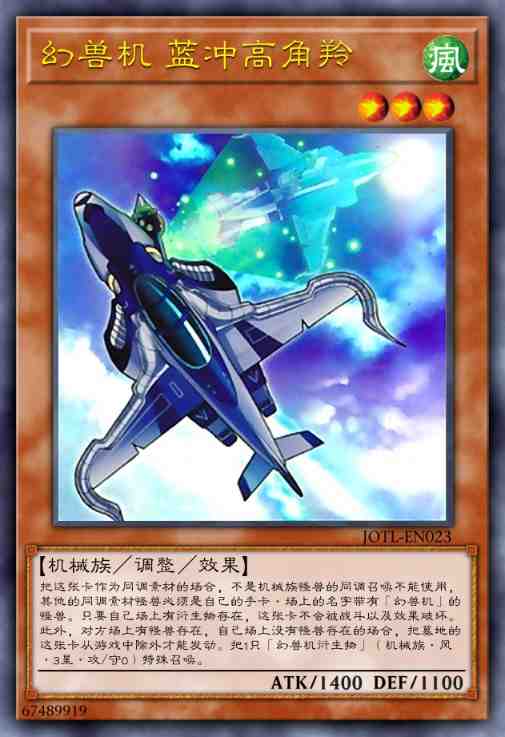 幻兽机 蓝冲高角羚
風
JOTL-EN023
【机械族／调整／效果】
把这张卡作为同调素材的场合，不是机械族怪兽的同调召唤不能使用，
其他的同调素材怪兽必须是自己的手卡·场上的名字带有「幻兽机」的
怪兽。只要自己场上有衍生物存在，这张卡不会被战斗以及效果破坏。
此外，对方场上有怪兽存在，自己场上没有怪兽存在的场合，把墓地的
这张卡从游戏中除外才能发动。把1只「幻兽机衍生物」（机械族·风
·3星·攻/守0）特殊召唤。
ATK/1400 DEF/1100
67489919